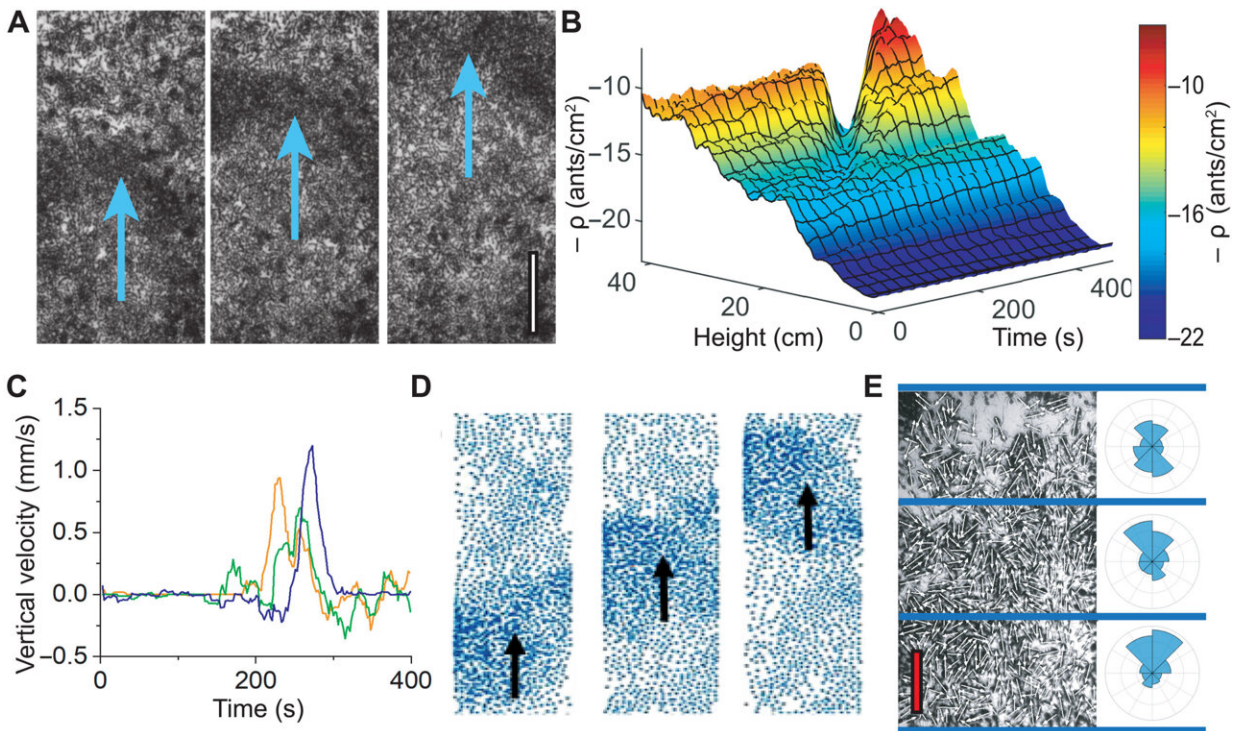 A
B
− ρ (ants/cm²)
−10
−15
−20
40
20
0
Height (cm)
0
200
400
Time (s)
−10
−16
−22
− ρ (ants/cm²)
C
Vertical velocity (mm/s)
1.5
1.0
0.5
0.0
−0.5
0
200
400
Time (s)
D
E